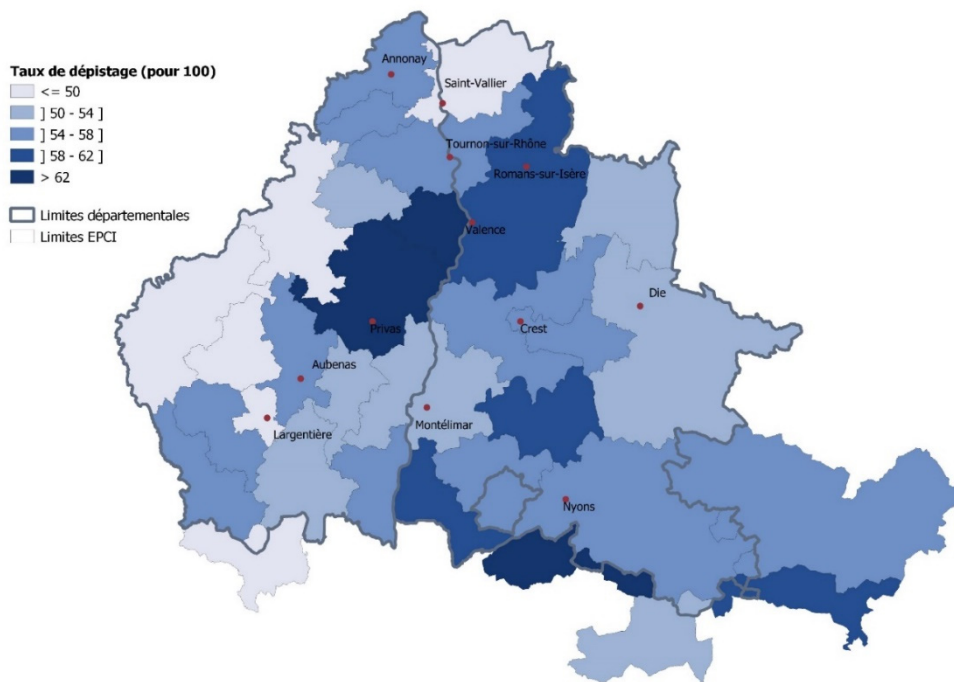 Taux de dépistage (pour 100)
<= 50
] 50 - 54 ]
] 54 - 58 ]
] 58 - 62 ]
> 62
Limites départementales
Limites EPCI
Annonay
Saint-Vallier
Tournon-sur-Rhône
Romans-sur-Isère
Valence
Die
Privas
Crest
Aubenas
Montélimar
Largentière
Nyons